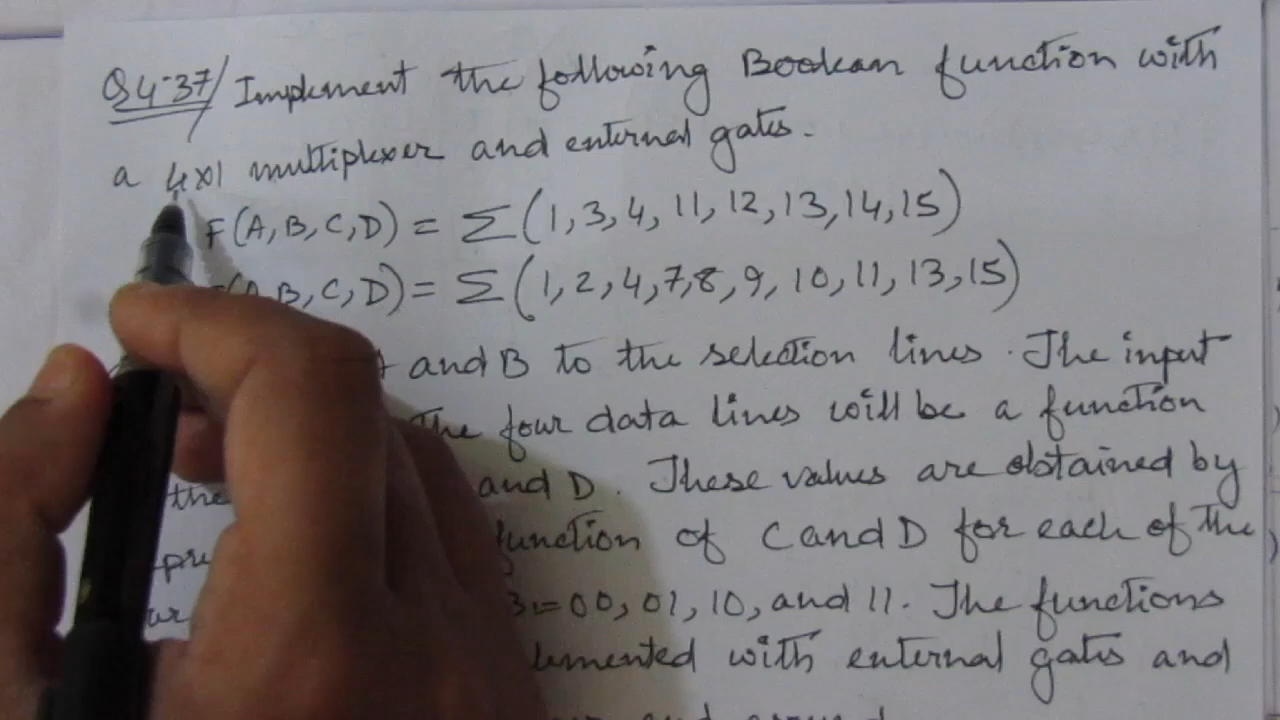 Q4-37/ Implement the following Boolean function with
a 4x1 multiplexer and external gates.
F(A,B,C,D) = Σ(1,3,4,11,12,13,14,15)
B,C,D) = Σ(1,2,4,7,8,9,10,11,13,15)
and B to the selection lines. The input
the four data lines will be a function
the and D. These values are obtained by
function of C and D for each of the
=00,01,10, and 11. The functions
with external gates and
and